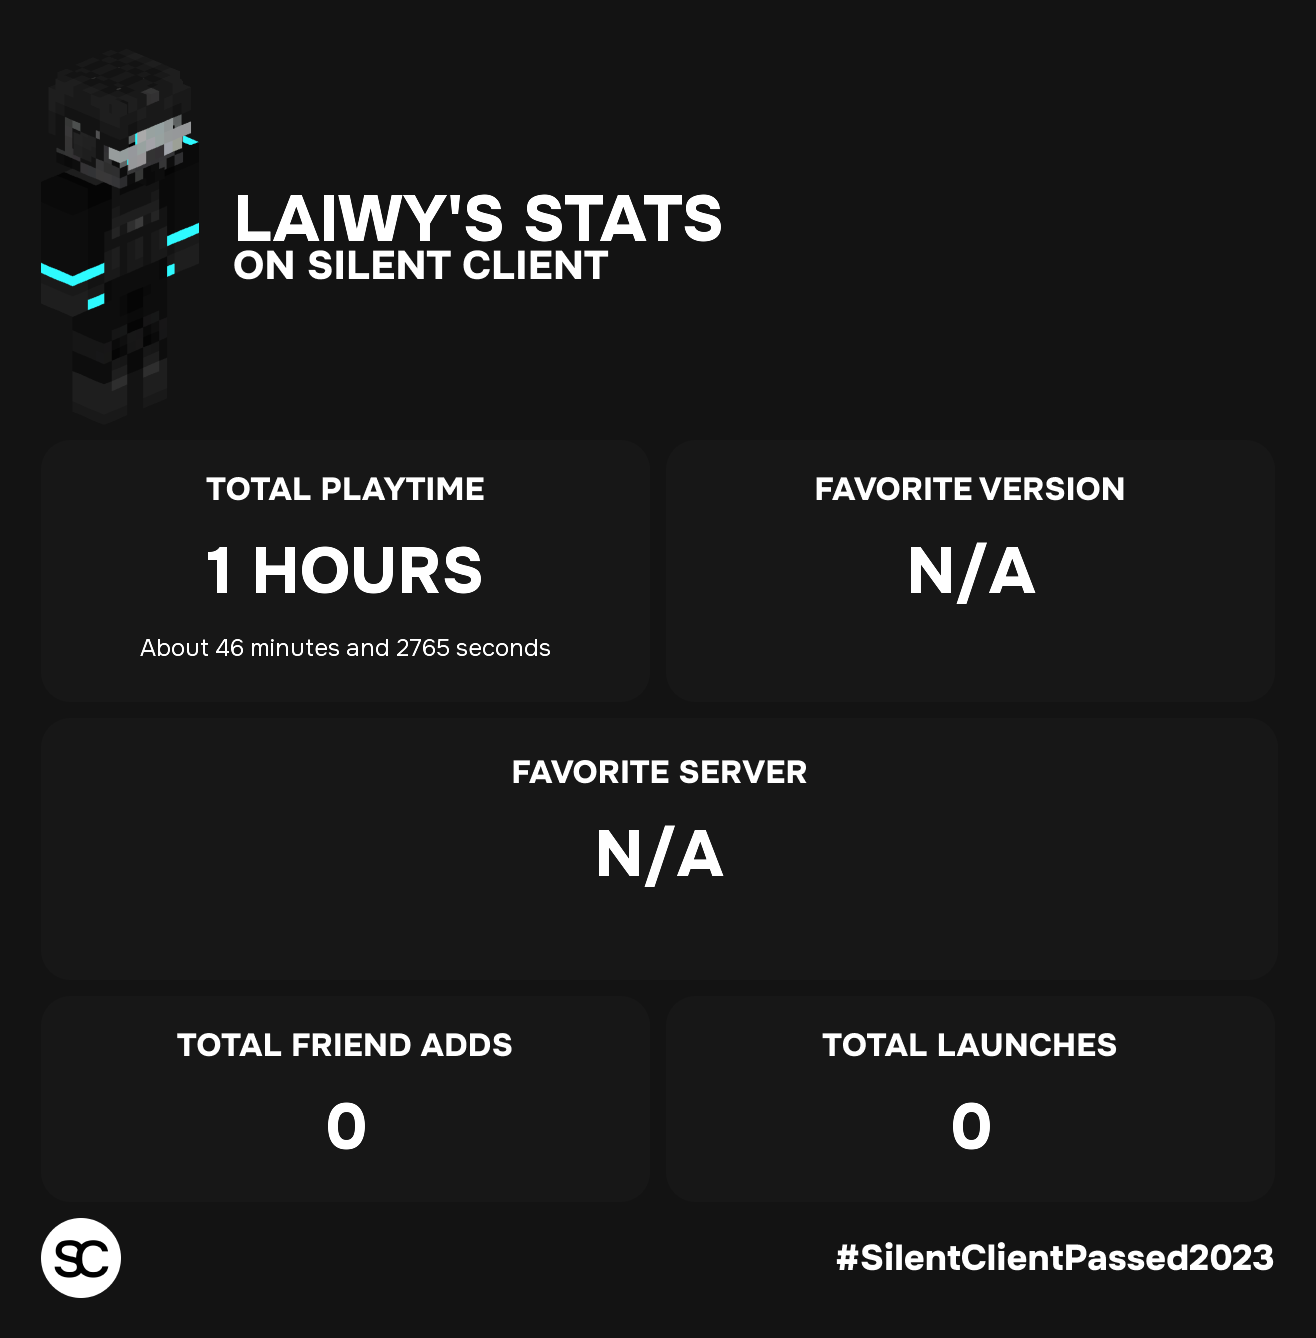 LAIWY'S STATS
ON SILENT CLIENT
TOTAL PLAYTIME
1 HOURS
About 46 minutes and 2765 seconds
FAVORITE VERSION
N/A
FAVORITE SERVER
N/A
TOTAL FRIEND ADDS
0
TOTAL LAUNCHES
0
SC
#SilentClientPassed2023